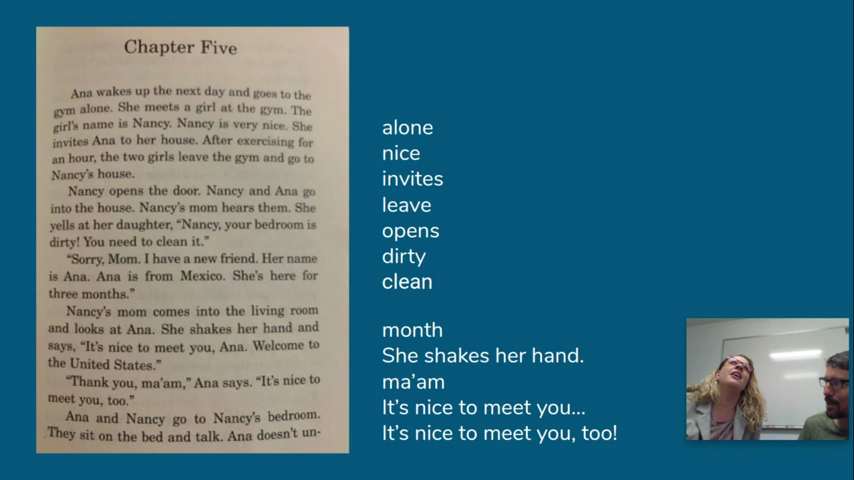 Chapter Five
Ana wakes up the next day and goes to the
gym alone. She meets a girl at the gym. The
girl's name is Nancy. Nancy is very nice. She
invites Ana to her house. After exercising for
an hour, the two girls leave the gym and go to
Nancy's house.
Nancy opens the door. Nancy and Ana go
into the house. Nancy's mom hears them. She
yells at her daughter, “Nancy, your bedroom is
dirty! You need to clean it.”
“Sorry, Mom. I have a new friend. Her name
is Ana. Ana is from Mexico. She's here for
three months.”
Nancy's mom comes into the living room
and looks at Ana. She shakes her hand and
says, “It's nice to meet you, Ana. Welcome to
the United States.”
“Thank you, ma'am,” Ana says. “It's nice to
meet you, too.”
Ana and Nancy go to Nancy's bedroom.
They sit on the bed and talk. Ana doesn't un-
alone
nice
invites
leave
opens
dirty
clean
month
She shakes her hand.
ma'am
It's nice to meet you...
It's nice to meet you, too!